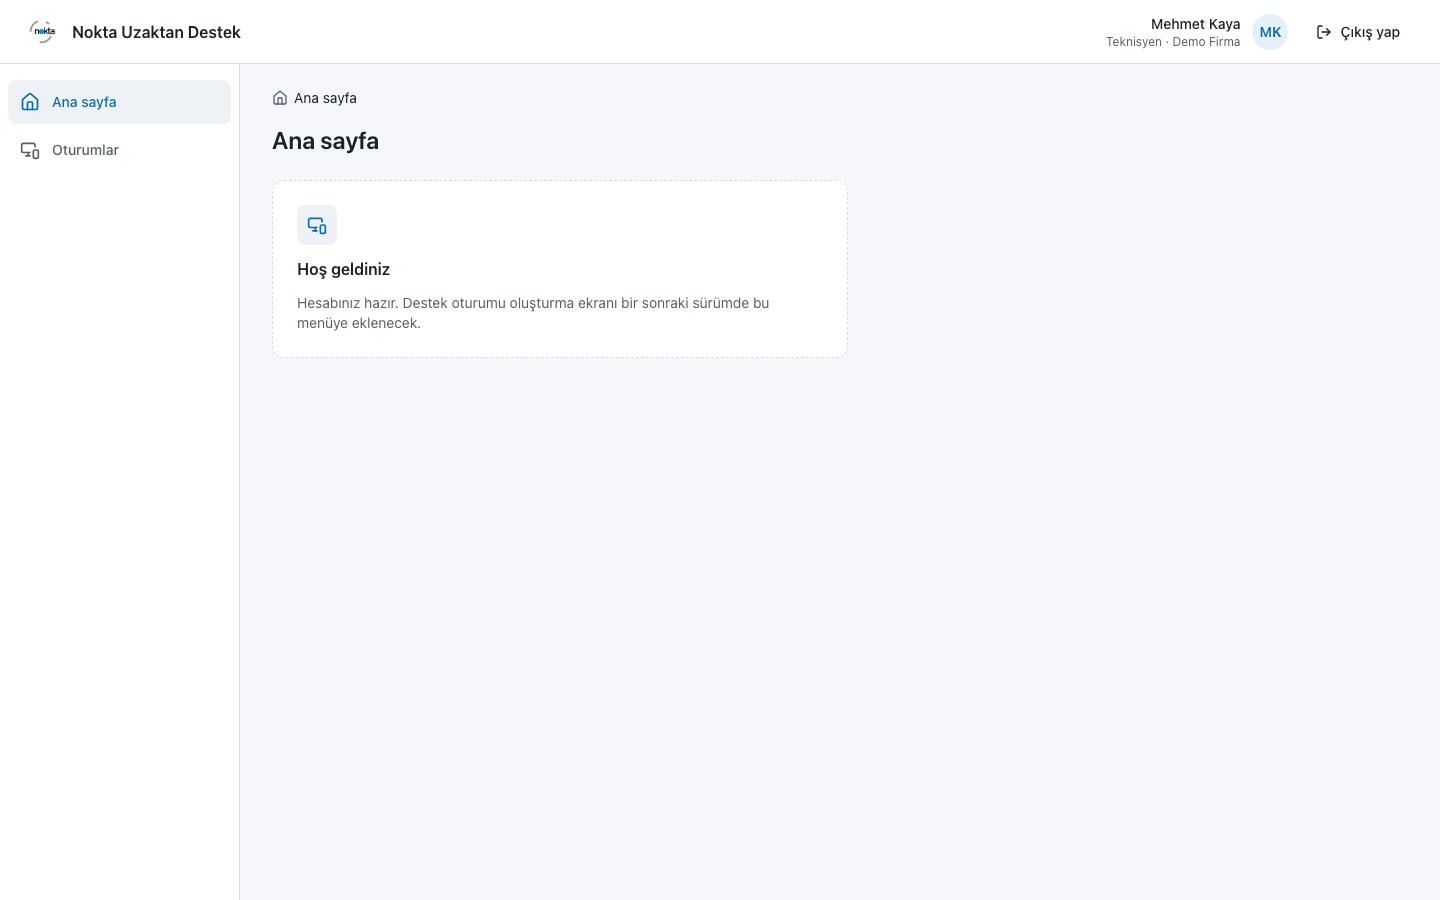 nokta
Nokta Uzaktan Destek
Mehmet Kaya
Teknisyen · Demo Firma
MK
Çıkış yap
Ana sayfa
Oturumlar
Ana sayfa
Ana sayfa
Hoş geldiniz
Hesabınız hazır. Destek oturumu oluşturma ekranı bir sonraki sürümde bu
menüye eklenecek.